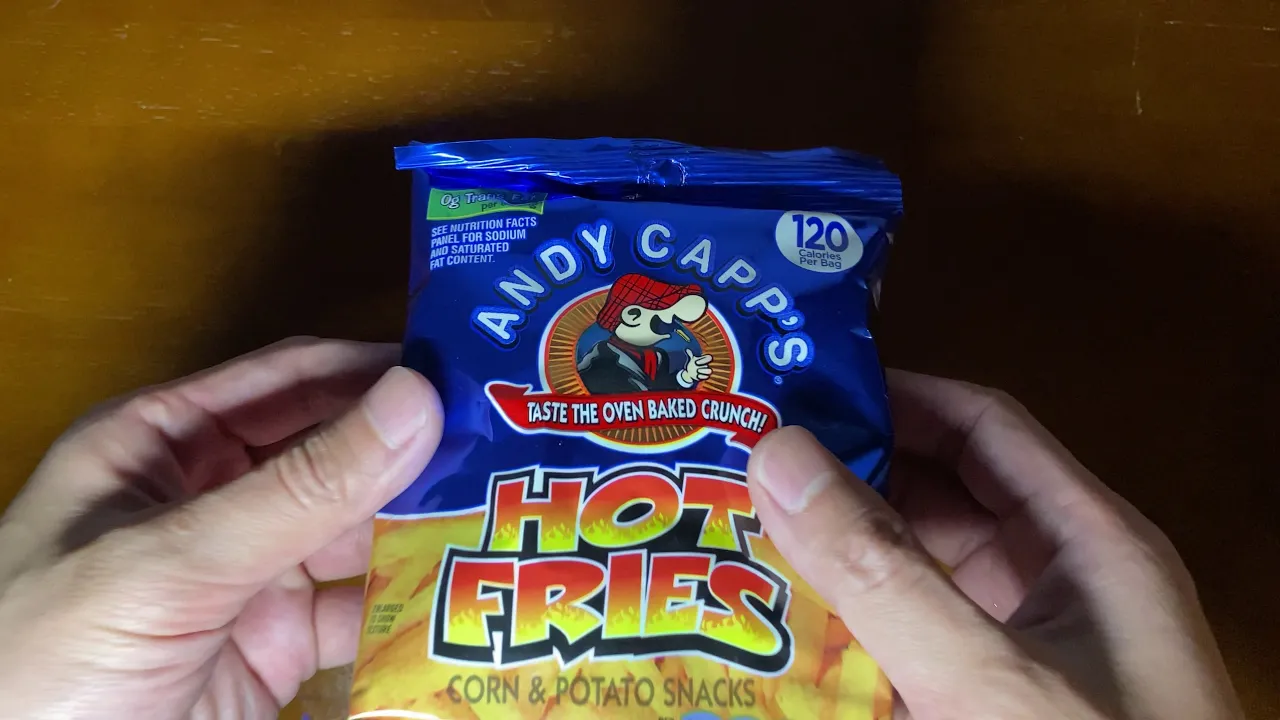 0g Trans Fat
per
SEE NUTRITION FACTS
PANEL FOR SODIUM
AND SATURATED
FAT CONTENT.
120
Calories
Per Bag
ANDY CAPP'S
TASTE THE OVEN BAKED CRUNCH!
HOT
FRIES
CORN & POTATO SNACKS